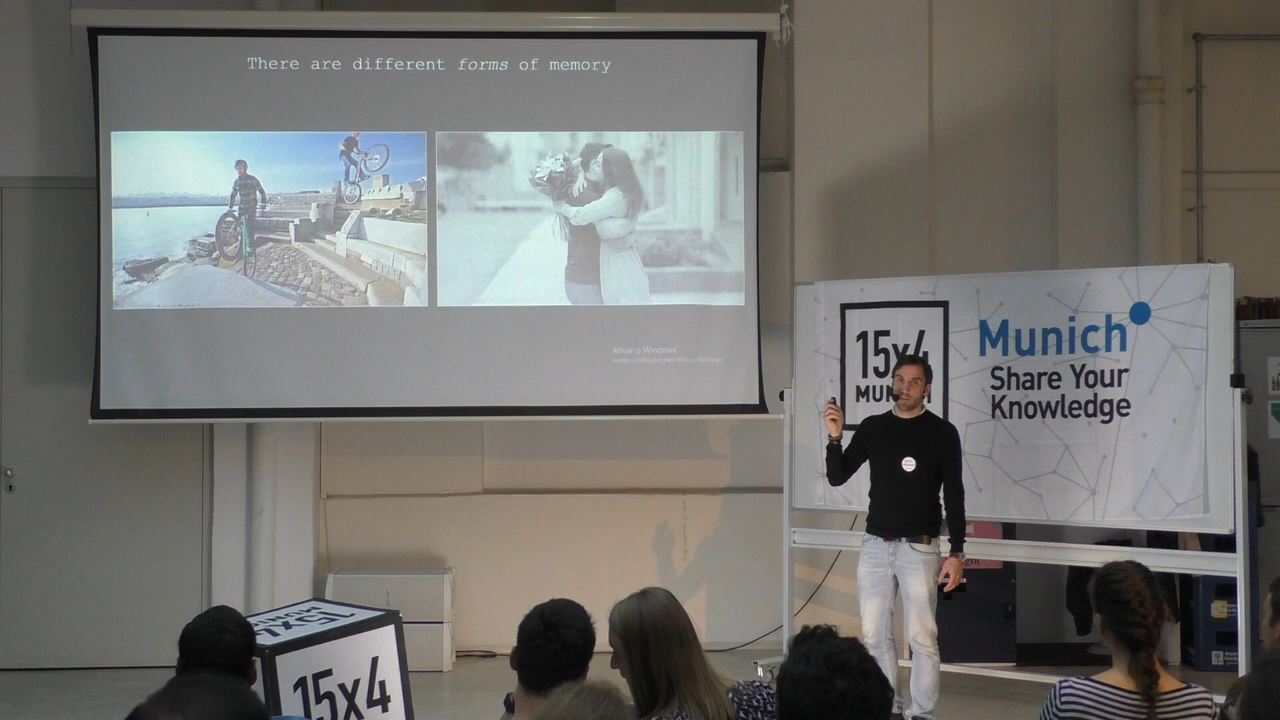 There are different forms of memory
Ativar o Windows
15x4
MUNICH
Munich
Share Your
Knowledge
15x4
MUNICH
15x4